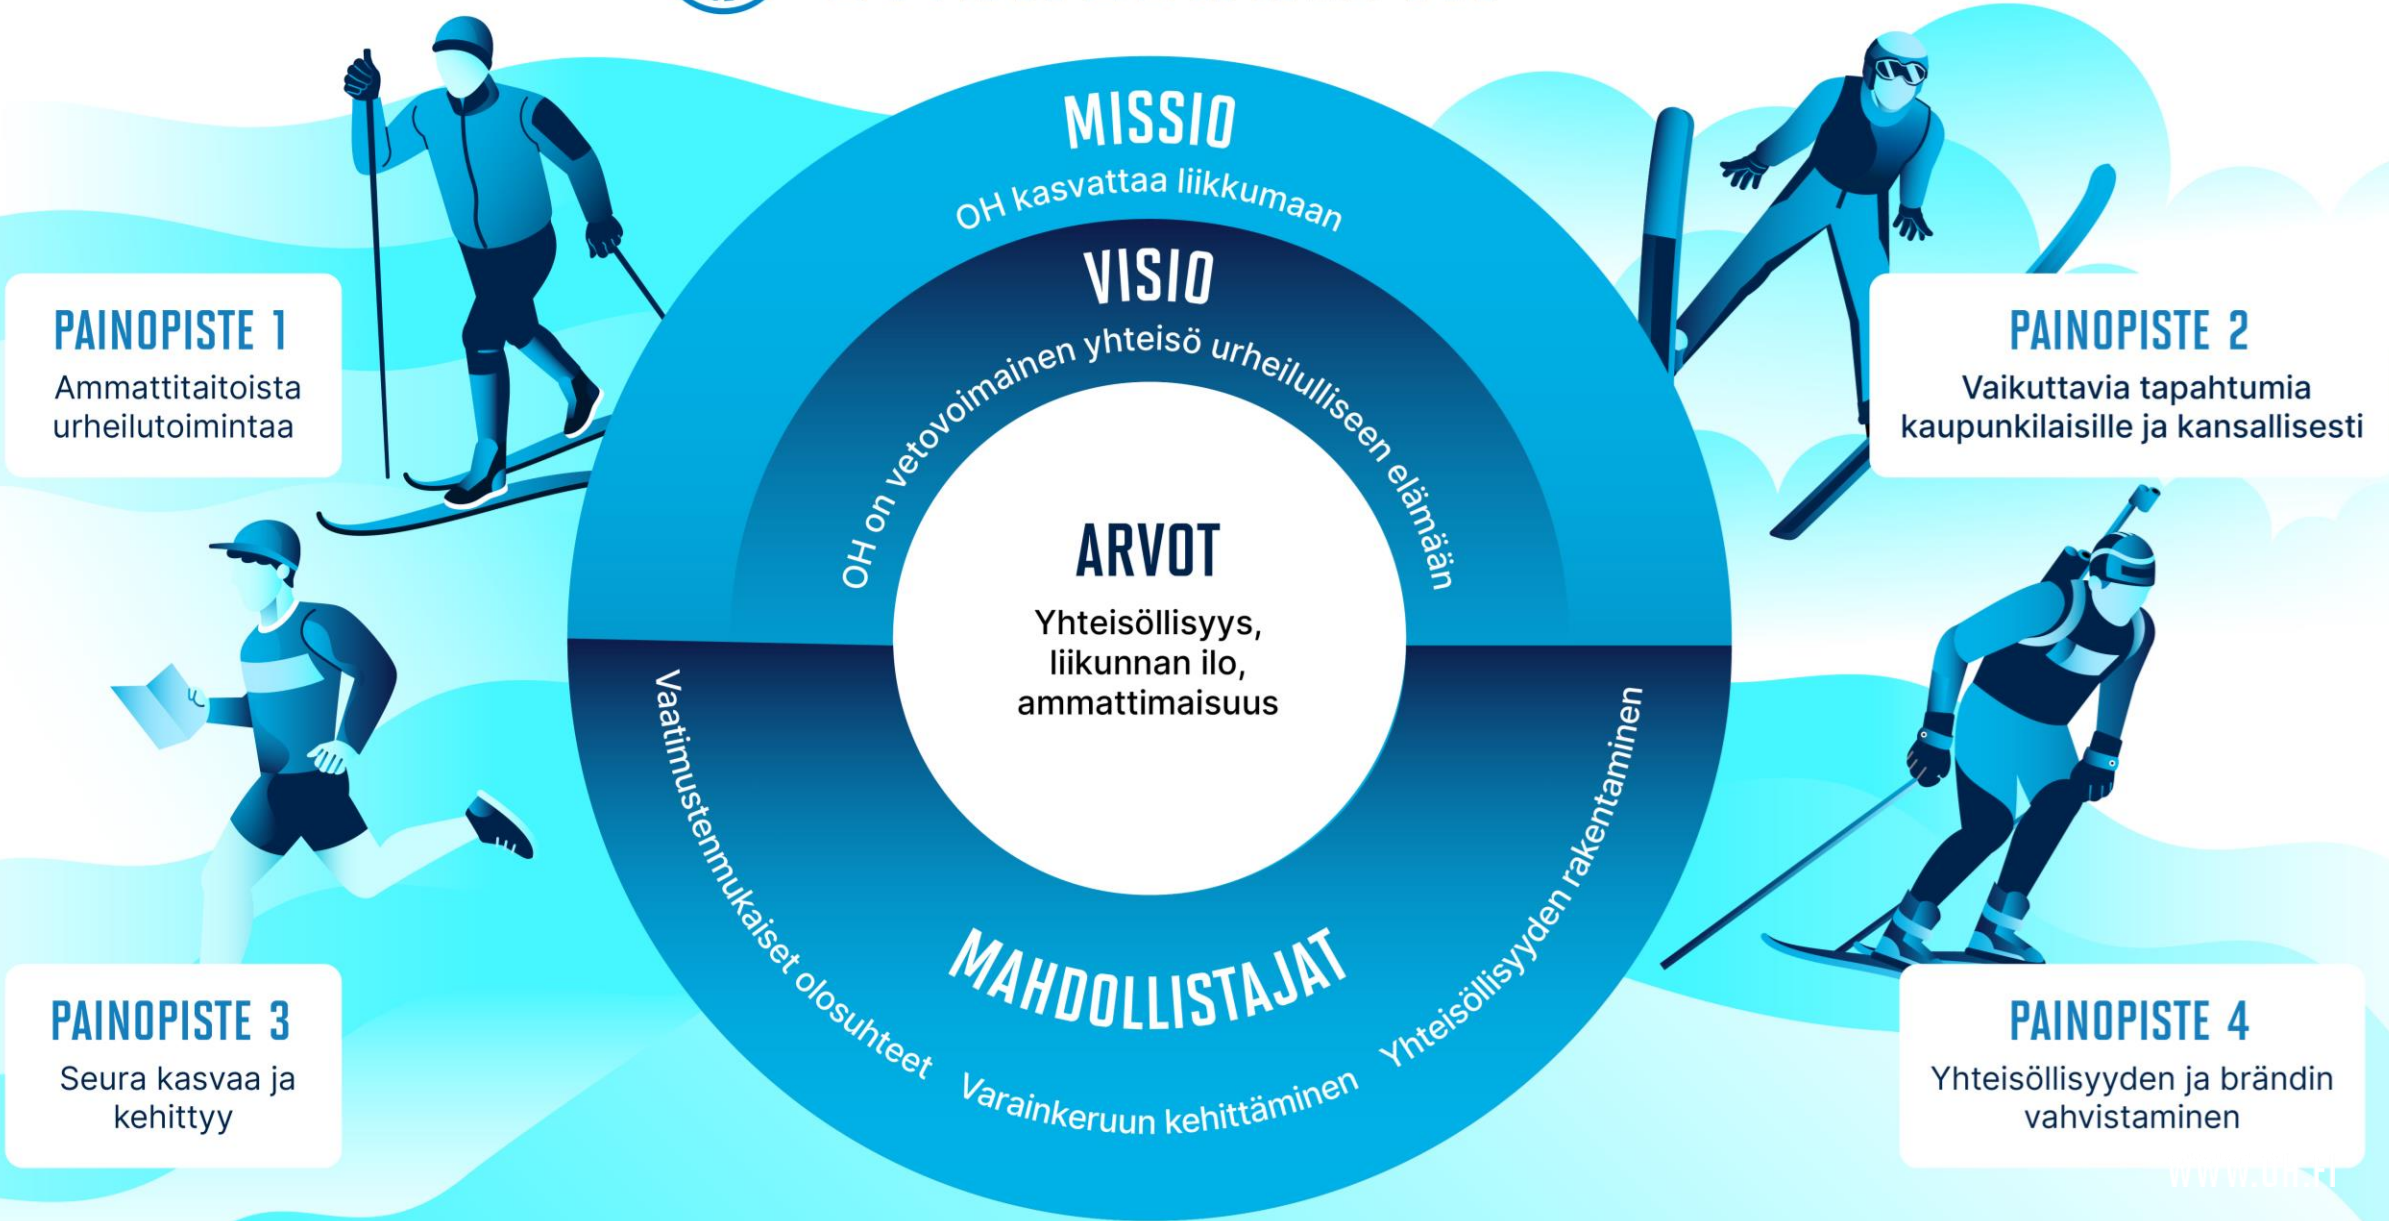 MISSIO
OH kasvattaa liikkumaan
VISIO
OH on vetovoimainen yhteisö urheilulliseen elämään
PAINOPISTE 1
Ammattitaitoista
urheilutoimintaa
PAINOPISTE 2
Vaikuttavia tapahtumia
kaupunkilaisille ja kansallisesti
ARVOT
Yhteisöllisyys,
liikunnan ilo,
ammattimaisuus
MAHDOLLISTAJAT
Vaatimustenmukaiset olosuhteet
Varainkeruun kehittäminen
Yhteisöllisyyden rakentaminen
PAINOPISTE 3
Seura kasvaa ja
kehittyy
PAINOPISTE 4
Yhteisöllisyyden ja brändin
vahvistaminen